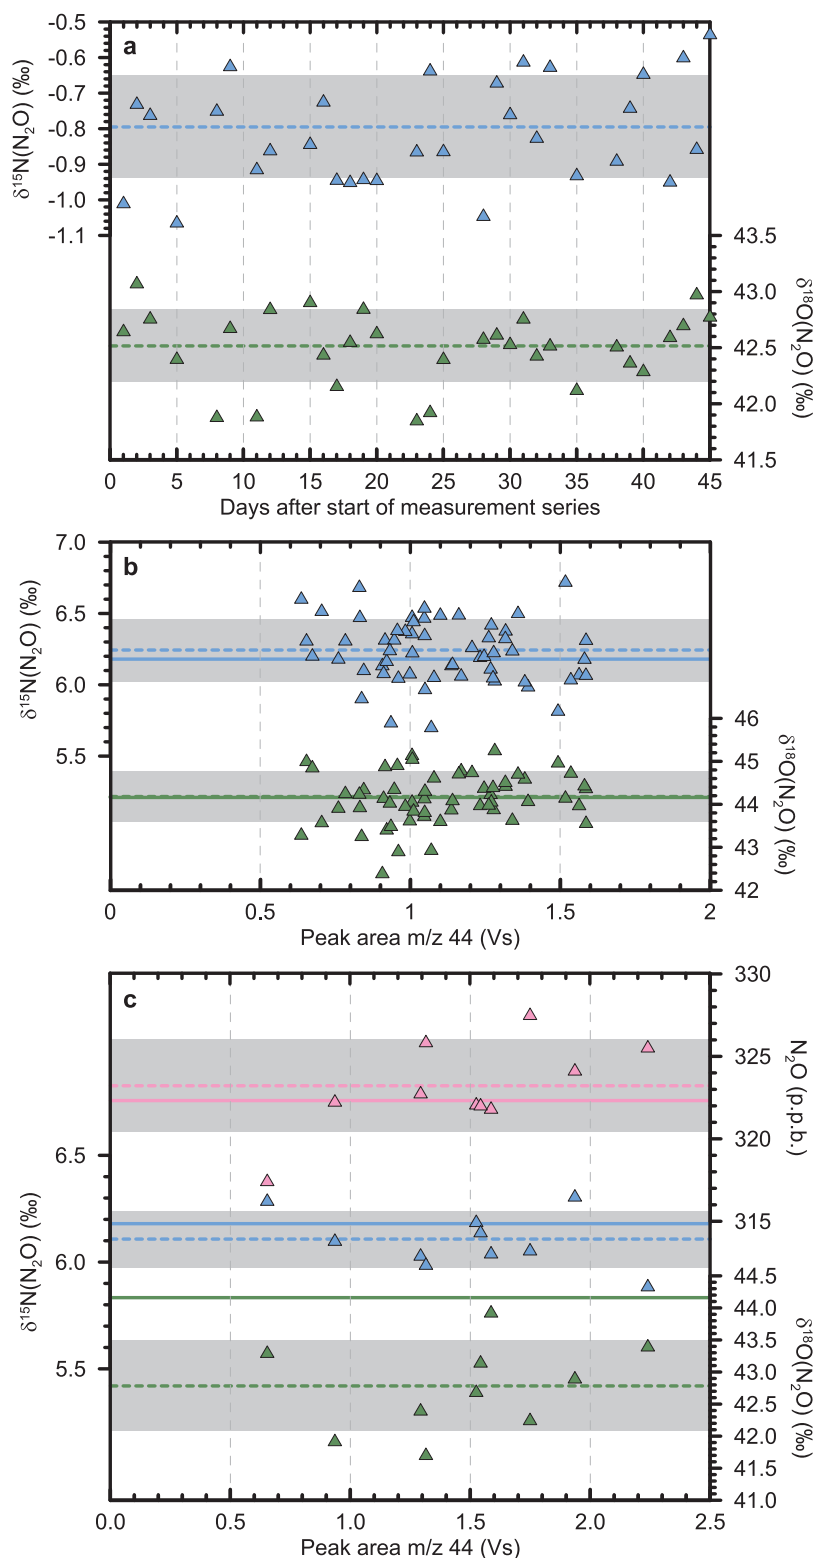 a
-0.5
-0.6
-0.7
-0.8
-0.9
-1.0
-1.1
δ¹⁵N(N₂O) (‰)
43.5
43.0
42.5
42.0
41.5
δ¹⁸O(N₂O) (‰)
0 5 10 15 20 25 30 35 40 45
Days after start of measurement series
b
7.0
6.5
6.0
5.5
δ¹⁵N(N₂O) (‰)
46
45
44
43
42
δ¹⁸O(N₂O) (‰)
0 0.5 1 1.5 2
Peak area m/z 44 (Vs)
c
330
325
320
315
N₂O (p.p.b.)
6.5
6.0
5.5
δ¹⁵N(N₂O) (‰)
44.5
44.0
43.5
43.0
42.5
42.0
41.5
41.0
δ¹⁸O(N₂O) (‰)
0.0 0.5 1.0 1.5 2.0 2.5
Peak area m/z 44 (Vs)